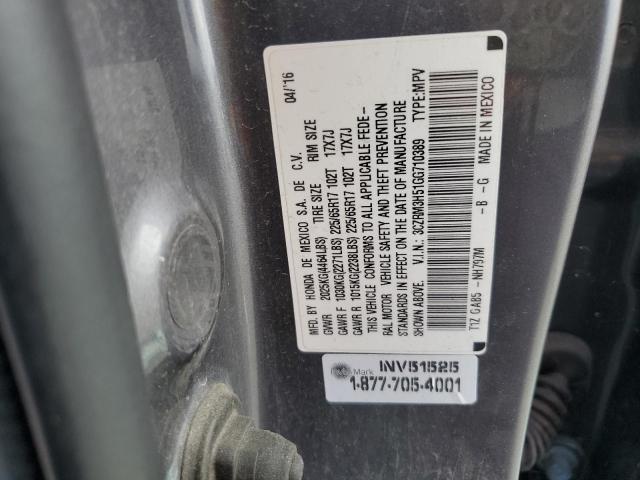 MFD. BY HONDA DE MEXICO S.A. DE C.V. 04/'16
TIRE SIZE RIM SIZE
GVWR 2025KG(4464LBS)
GAWR F 1030KG(2271LBS) 225/65R17 102T 17X7J
GAWR R 1015KG(2238LBS) 225/65R17 102T 17X7J
THIS VEHICLE CONFORMS TO ALL APPLICABLE FEDE-
RAL MOTOR VEHICLE SAFETY AND THEFT PREVENTION
STANDARDS IN EFFECT ON THE DATE OF MANUFACTURE
SHOWN ABOVE. V.I.N.: 3CZRM3H51GG710389 TYPE:MPV
T1Z GA85 -NH797M -B -G MADE IN MEXICO
Mark INV51525
1-877-705-4001